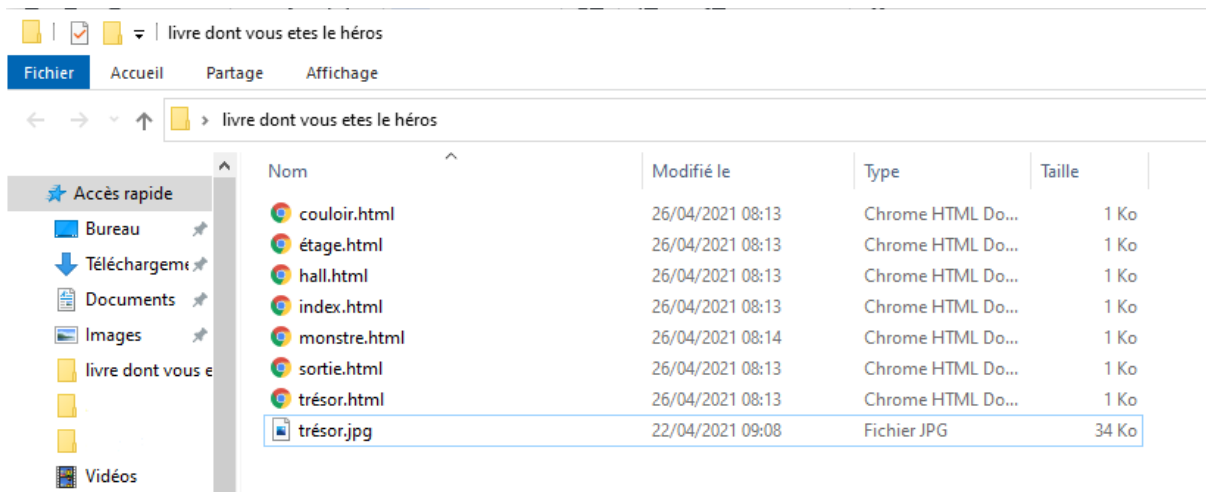 livre dont vous etes le héros
Fichier Accueil Partage Affichage
livre dont vous etes le héros
Nom Modifié le Type Taille
Accès rapide
Bureau
Téléchargeme
Documents
Images
livre dont vous e
Vidéos
couloir.html 26/04/2021 08:13 Chrome HTML Do... 1 Ko
étage.html 26/04/2021 08:13 Chrome HTML Do... 1 Ko
hall.html 26/04/2021 08:13 Chrome HTML Do... 1 Ko
index.html 26/04/2021 08:13 Chrome HTML Do... 1 Ko
monstre.html 26/04/2021 08:14 Chrome HTML Do... 1 Ko
sortie.html 26/04/2021 08:13 Chrome HTML Do... 1 Ko
trésor.html 26/04/2021 08:13 Chrome HTML Do... 1 Ko
trésor.jpg 22/04/2021 09:08 Fichier JPG 34 Ko